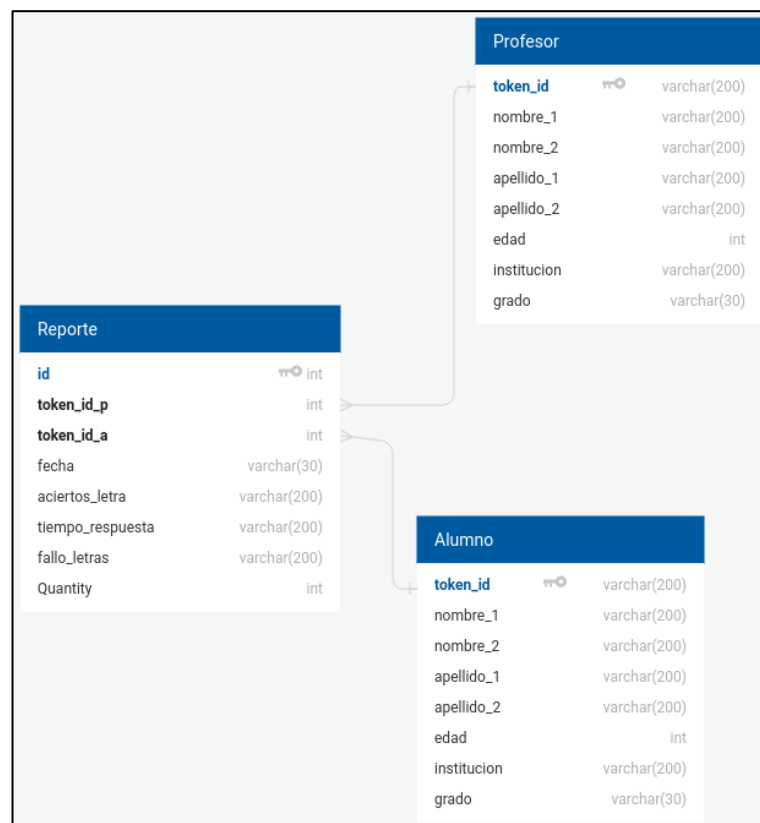 Profesor
token_id varchar(200)
nombre_1 varchar(200)
nombre_2 varchar(200)
apellido_1 varchar(200)
apellido_2 varchar(200)
edad int
institucion varchar(200)
grado varchar(30)
Reporte
id int
token_id_p int
token_id_a int
fecha varchar(30)
aciertos_letra varchar(200)
tiempo_respuesta varchar(200)
fallo_letras varchar(200)
Quantity int
Alumno
token_id varchar(200)
nombre_1 varchar(200)
nombre_2 varchar(200)
apellido_1 varchar(200)
apellido_2 varchar(200)
edad int
institucion varchar(200)
grado varchar(30)